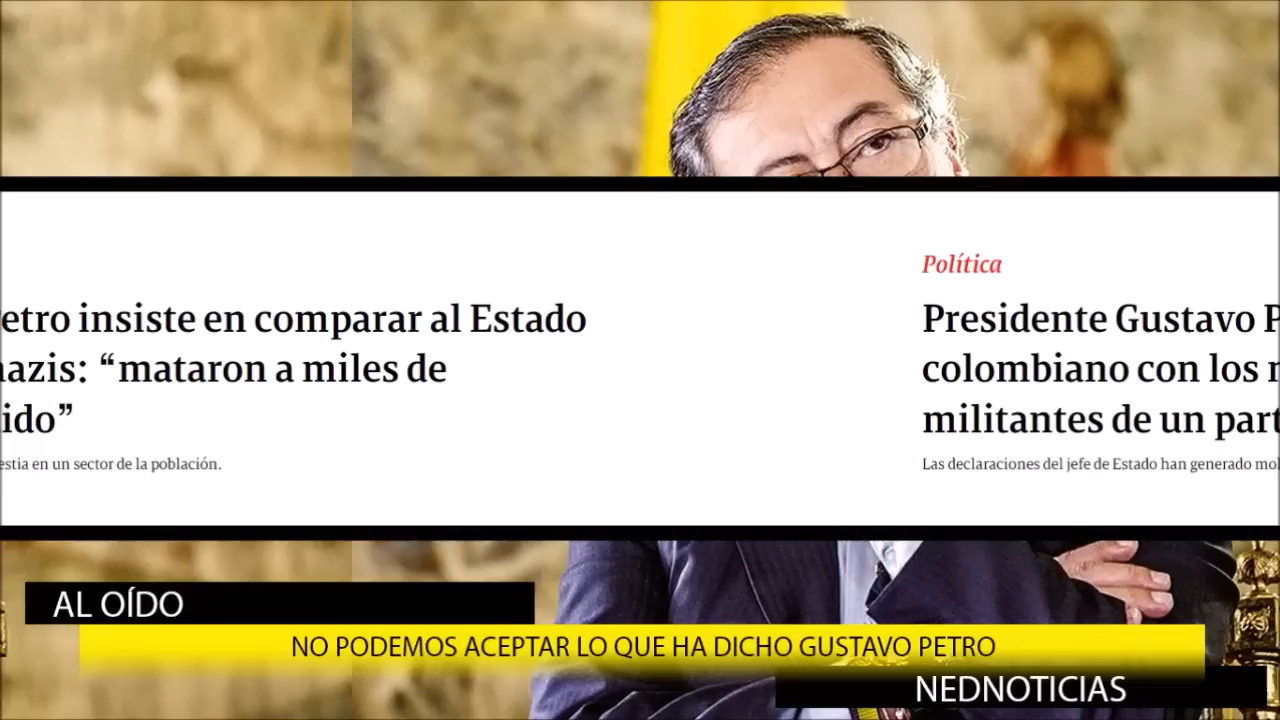 etro insiste en comparar al Estado
azis: “mataron a miles de
ido”
estia en un sector de la población.
Política
Presidente Gustavo P
colombiano con los
militantes de un part
Las declaraciones del jefe de Estado han generado mol
AL OÍDO
NO PODEMOS ACEPTAR LO QUE HA DICHO GUSTAVO PETRO
NEDNOTICIAS